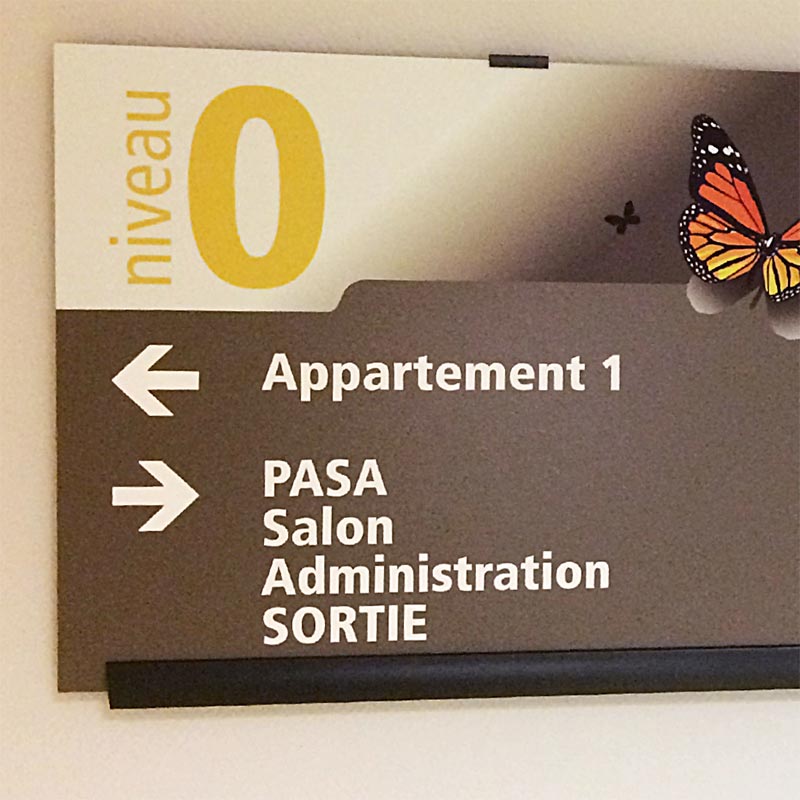 niveau 0
Appartement 1
PASA
Salon
Administration
SORTIE